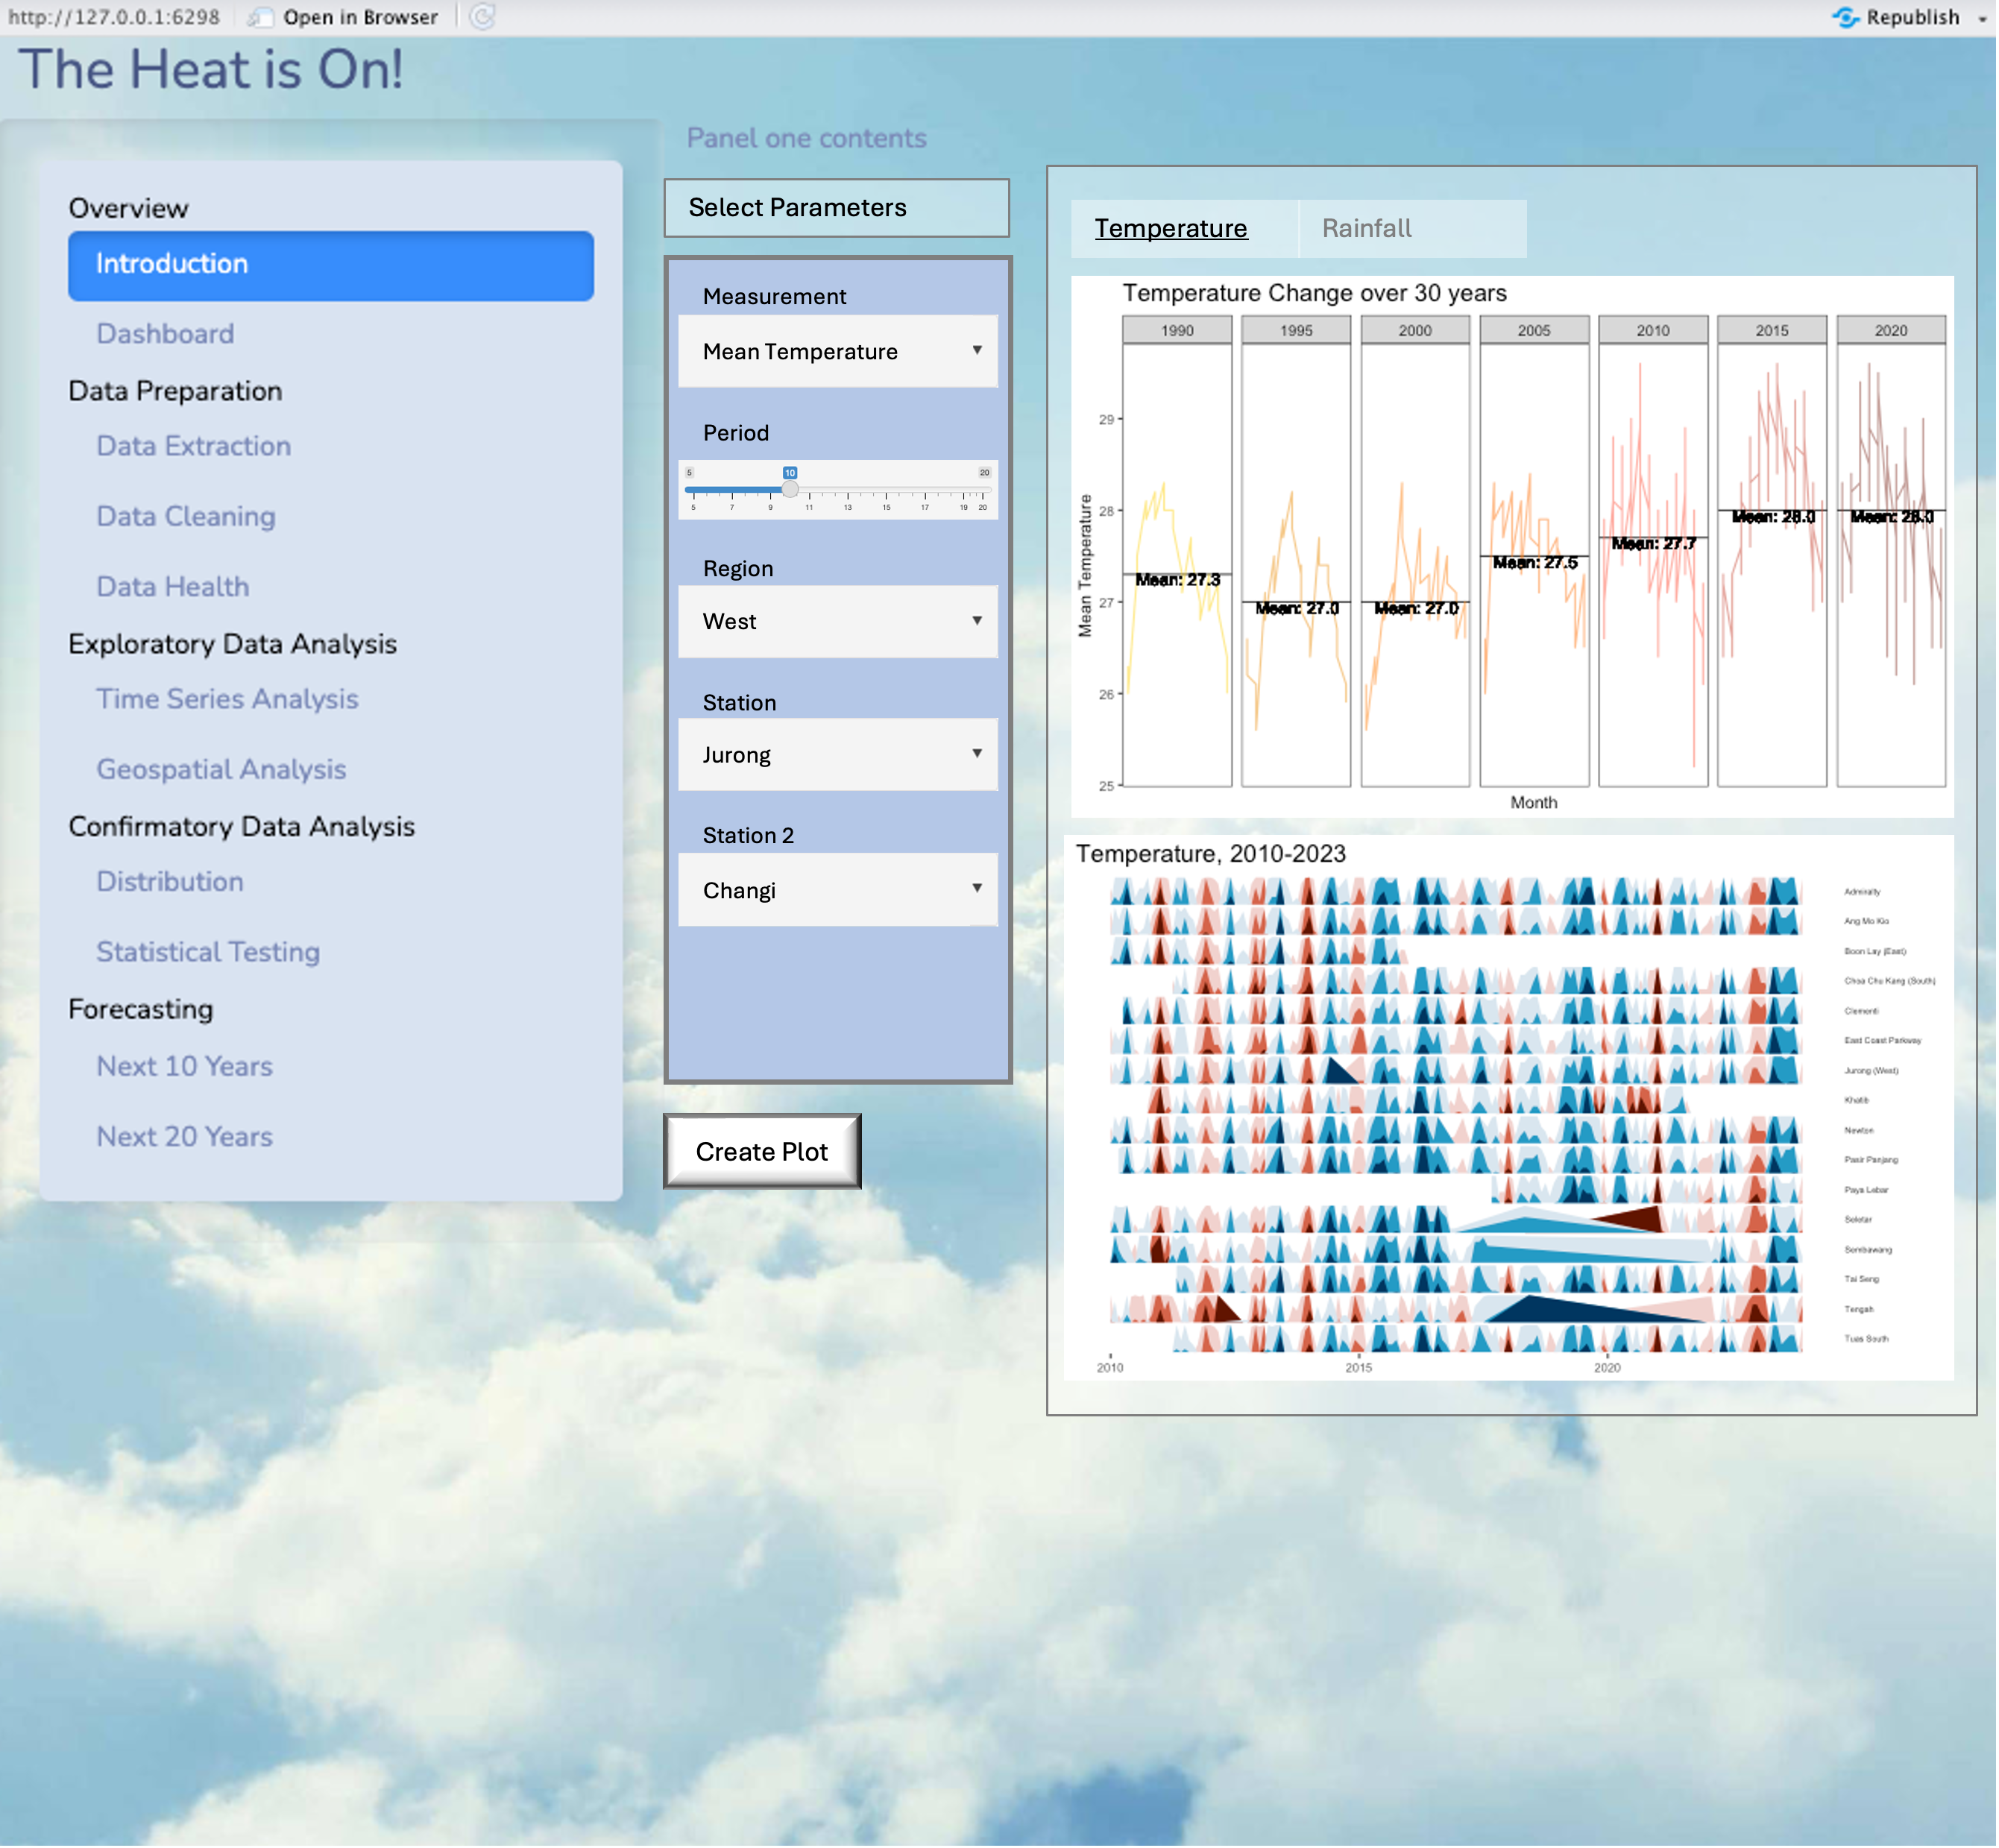 http://127.0.0.1:6298 Open in Browser Republish
The Heat is On!
Overview
Introduction
Dashboard
Data Preparation
Data Extraction
Data Cleaning
Data Health
Exploratory Data Analysis
Time Series Analysis
Geospatial Analysis
Confirmatory Data Analysis
Distribution
Statistical Testing
Forecasting
Next 10 Years
Next 20 Years
Panel one contents
Select Parameters
Measurement
Mean Temperature
Period
5 10 20
5 7 9 11 13 15 17 19 20
Region
West
Station
Jurong
Station 2
Changi
Create Plot
Temperature Rainfall
Temperature Change over 30 years
1990 1995 2000 2005 2010 2015 2020
Mean Temperature
29
28
27
26
25
Mean: 27.3
Mean: 27.0
Mean: 27.0
Mean: 27.5
Mean: 27.7
Mean: 28.0
Mean: 28.0
Month
Temperature, 2010-2023
Admiralty
Ang Mo Kio
Boon Lay (East)
Choa Chu Kang (South)
Clementi
East Coast Parkway
Jurong (West)
Khatib
Newton
Pasir Panjang
Paya Lebar
Seletar
Sembawang
Tai Seng
Tengah
Tuas South
2010 2015 2020